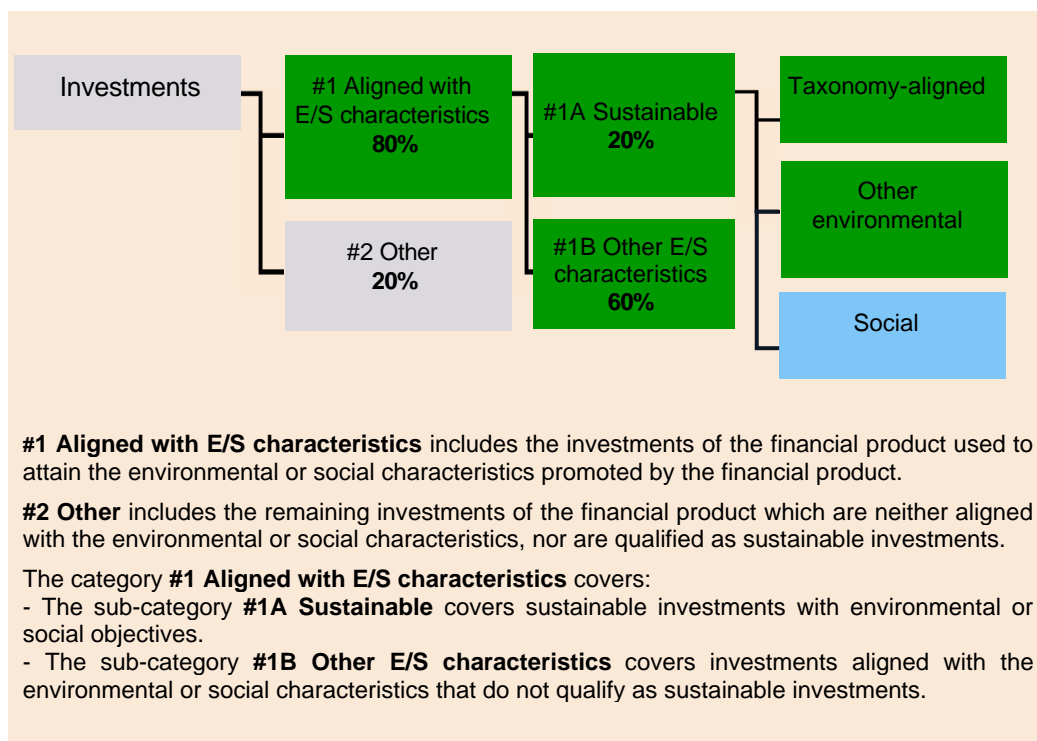 Investments
#1 Aligned with
E/S characteristics
80%
#2 Other
20%
#1A Sustainable
20%
#1B Other E/S
characteristics
60%
Taxonomy-aligned
Other
environmental
Social
#1 Aligned with E/S characteristics includes the investments of the financial product used to
attain the environmental or social characteristics promoted by the financial product.
#2 Other includes the remaining investments of the financial product which are neither aligned
with the environmental or social characteristics, nor are qualified as sustainable investments.
The category #1 Aligned with E/S characteristics covers:
- The sub-category #1A Sustainable covers sustainable investments with environmental or
social objectives.
- The sub-category #1B Other E/S characteristics covers investments aligned with the
environmental or social characteristics that do not qualify as sustainable investments.